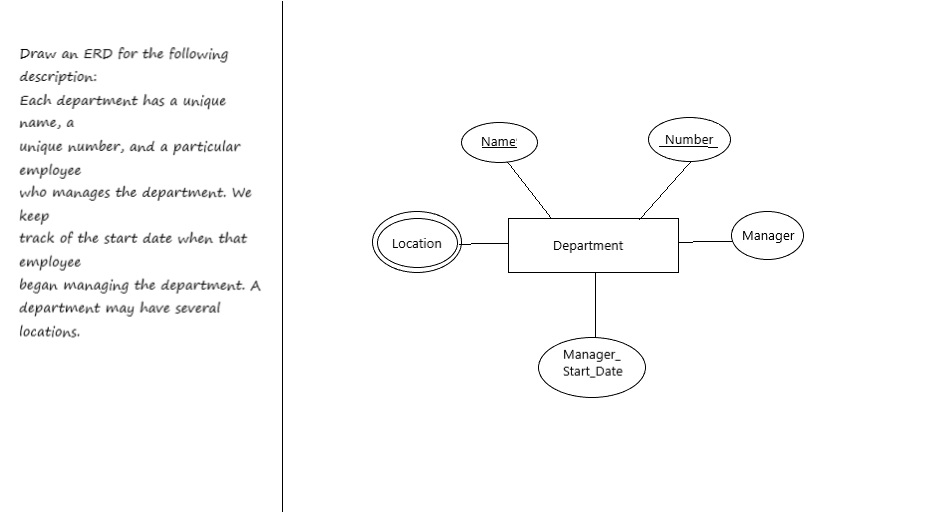 Draw an ERD for the following
description:
Each department has a unique
name, a
unique number, and a particular
employee
who manages the department. We
keep
track of the start date when that
employee
began managing the department. A
department may have several
locations.
Name
Number
Location
Department
Manager
Manager_
Start_Date